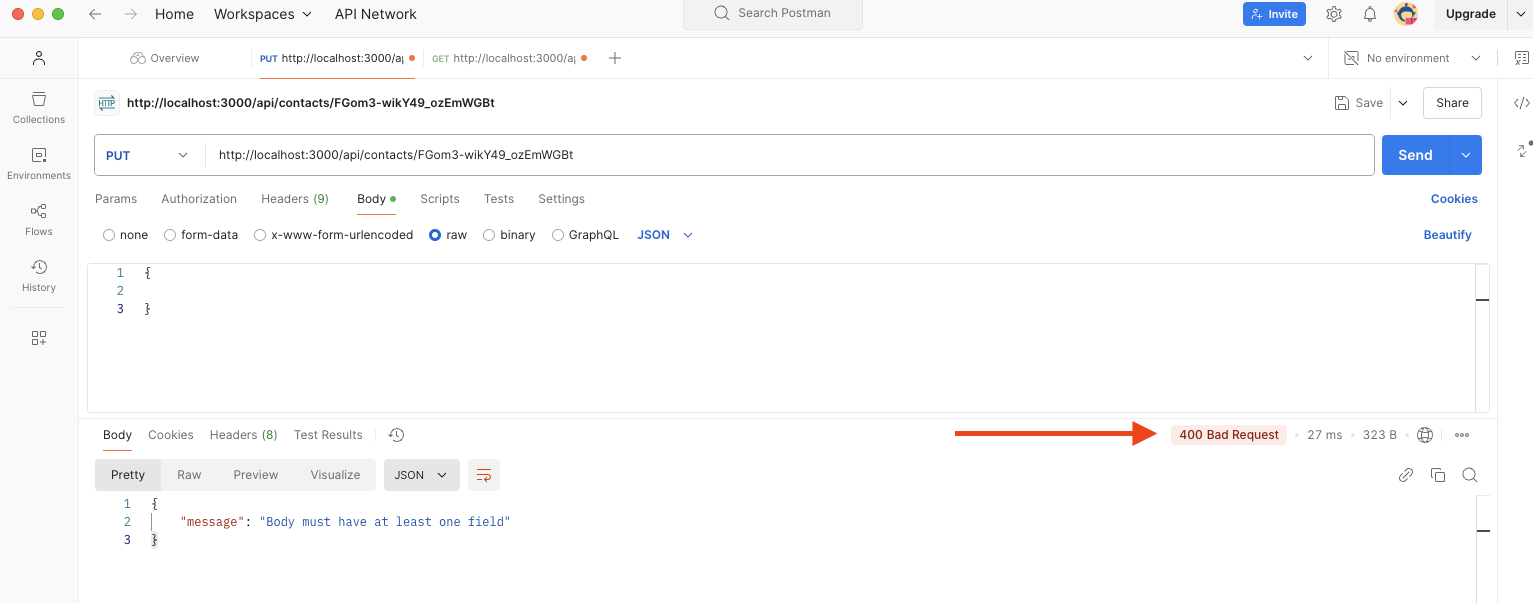 Home Workspaces API Network Search Postman Invite Upgrade
Overview PUT http://localhost:3000/a GET http://localhost:3000/a No environment
HTTP http://localhost:3000/api/contacts/FGom3-wikY49_ozEmWGBt Save Share
Collections
PUT http://localhost:3000/api/contacts/FGom3-wikY49_ozEmWGBt Send
Environments
Params Authorization Headers (9) Body Scripts Tests Settings Cookies
Flows
none form-data x-www-form-urlencoded raw binary GraphQL JSON Beautify
History
1 {
2
3 }
Body Cookies Headers (8) Test Results 400 Bad Request • 27 ms • 323 B •
Pretty Raw Preview Visualize JSON
1 {
2 "message": "Body must have at least one field"
3 }